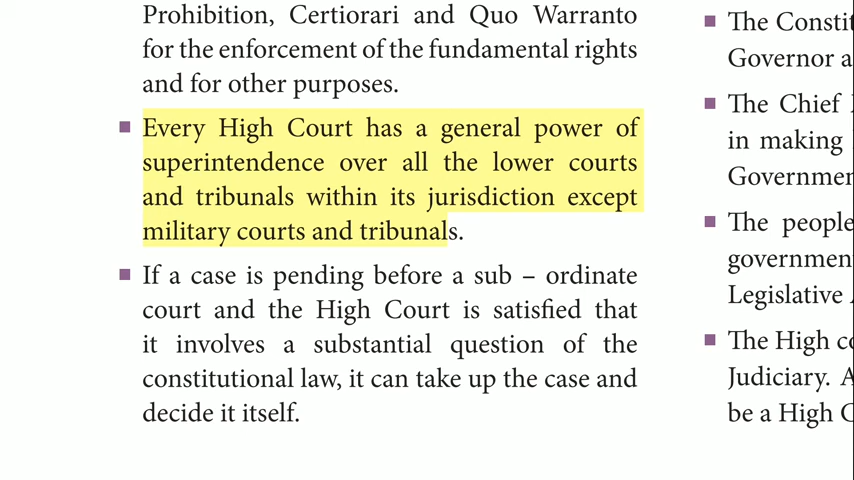 Prohibition, Certiorari and Quo Warranto
for the enforcement of the fundamental rights
and for other purposes.
Every High Court has a general power of
superintendence over all the lower courts
and tribunals within its jurisdiction except
military courts and tribunals.
If a case is pending before a sub – ordinate
court and the High Court is satisfied that
it involves a substantial question of the
constitutional law, it can take up the case and
decide it itself.
The
Governor
The Chief
in making
The people
Legislative
The High
Judiciary.
be a High